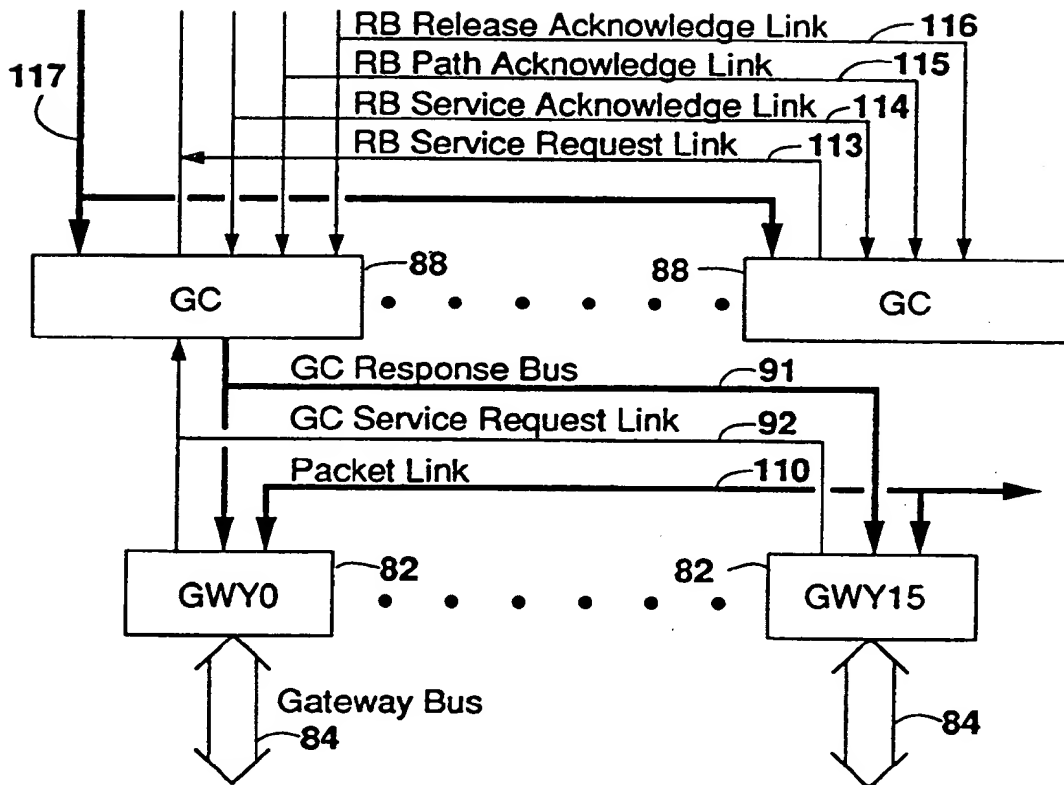 RB Release Acknowledge Link 116
117 RB Path Acknowledge Link 115
RB Service Acknowledge Link 114
RB Service Request Link 113
GC 88 88 GC
GC Response Bus 91
GC Service Request Link 92
Packet Link 110
GWY0 82 82 GWY15
Gateway Bus
84 84